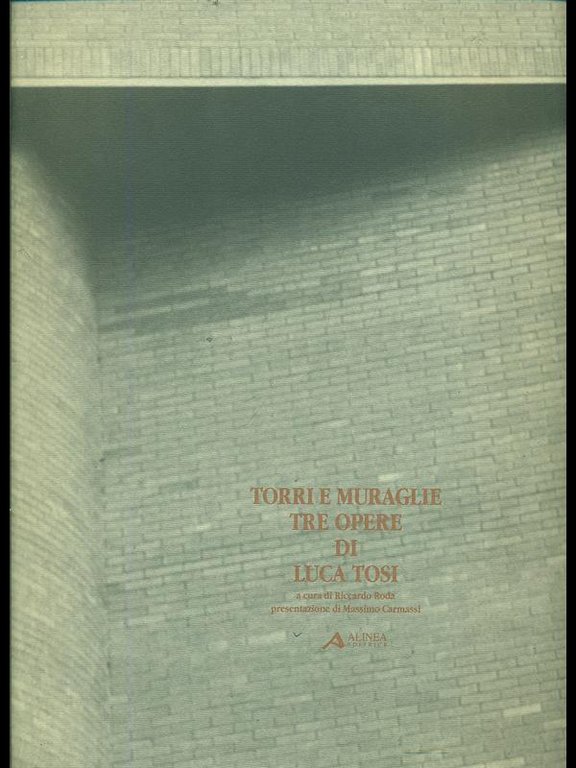 TORRI E MURAGLIE
TRE OPERE
DI
LUCA TOSI
a cura di Riccardo Roda
presentazione di Massimo Carmassi
ALINEA
EDITRICE